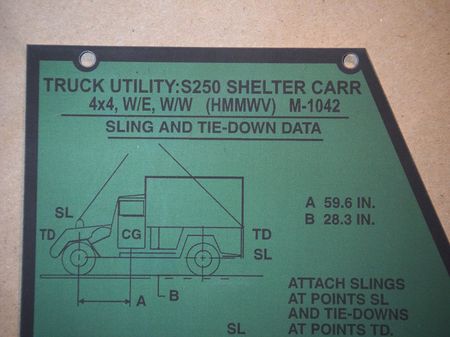 TRUCK UTILITY:S250 SHELTER CARR
4x4, W/E, W/W (HMMWV) M-1042
SLING AND TIE-DOWN DATA
A 59.6 IN.
B 28.3 IN.
SL
TD
CG
TD
SL
A
B
ATTACH SLINGS
AT POINTS SL
AND TIE-DOWNS
AT POINTS TD.
SL